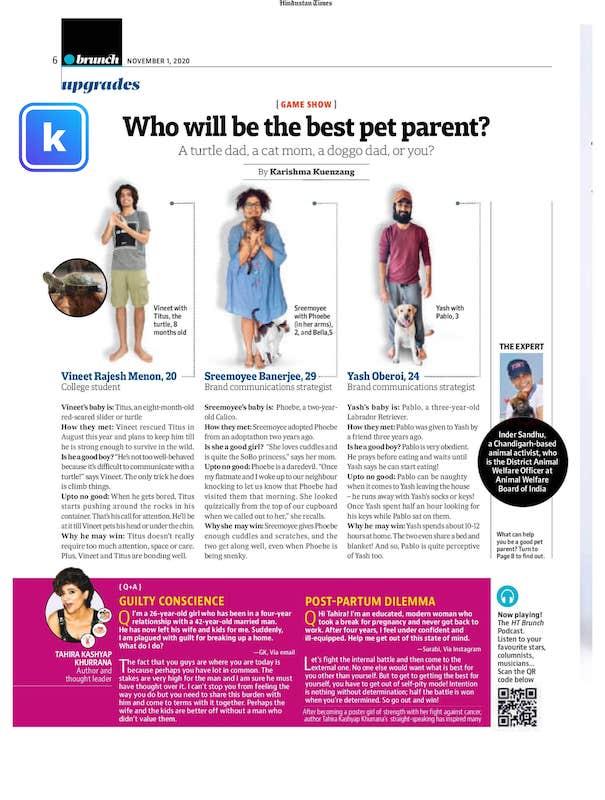 Hindustan Times
6
brunch
NOVEMBER 1, 2020
upgrades
k
[ GAME SHOW ]
Who will be the best pet parent?
A turtle dad, a cat mom, a doggo dad, or you?
By Karishma Kuenzang
Vineet with
Titus, the
turtle, 8
months old
Sreemoyee
with Phoebe
(in her arms),
2, and Bella,5
Yash with
Pablo, 3
Vineet Rajesh Menon, 20
College student
Vineet's baby is: Titus, an eight-month-old
red-eared slider or turtle
How they met: Vineet rescued Titus in
August this year and plans to keep him till
he is strong enough to survive in the wild.
Is he a good boy? "He's not too well-behaved
because it's difficult to communicate with a
turtle!" says Vineet. The only trick he does
is climb things.
Upto no good: When he gets bored, Titus
starts pushing around the rocks in his
container. That's his call for attention. He'll be
at it till Vineet pets his head or under the chin.
Why he may win: Titus doesn't really
require too much attention, space or care.
Plus, Vineet and Titus are bonding well.
Sreemoyee Banerjee, 29
Brand communications strategist
Sreemoyee's baby is: Phoebe, a two-year-
old Calico.
How they met: Sreemoyee adopted Phoebe
from an adoptathon two years ago.
Is she a good girl? "She loves cuddles and
is quite the SoBo princess," says her mom.
Upto no good: Phoebe is a daredevil. "Once
my flatmate and I woke up to our neighbour
knocking to let us know that Phoebe had
visited them that morning. She looked
quizzically from the top of our cupboard
when we called out to her," she recalls.
Why she may win: Sreemoyee gives Phoebe
enough cuddles and scratches, and the
two get along well, even when Phoebe is
being sneaky.
Yash Oberoi, 24
Brand communications strategist
Yash's baby is: Pablo, a three-year-old
Labrador Retriever.
How they met: Pablo was given to Yash by
a friend three years ago.
Is he a good boy? Pablo is very obedient.
He prays before eating and waits until
Yash says he can start eating!
Upto no good: Pablo can be naughty
when it comes to Yash leaving the house
– he runs away with Yash's socks or keys!
Once Yash spent half an hour looking for
his keys while Pablo sat on them.
Why he may win: Yash spends about 10-12
hours at home. The two even share a bed and
blanket! And so, Pablo is quite perceptive
of Yash too.
THE EXPERT
Inder Sandhu,
a Chandigarh-based
animal activist, who
is the District Animal
Welfare Officer at
Animal Welfare
Board of India
What can help
you be a good pet
parent? Turn to
Page 8 to find out.
TAHIRA KASHYAP
KHURRANA
Author and
thought leader
{ Q+A }
GUILTY CONSCIENCE
Q I'm a 26-year-old girl who has been in a four-year
relationship with a 42-year-old married man.
He has now left his wife and kids for me. Suddenly,
I am plagued with guilt for breaking up a home.
What do I do?
—GK, Via email
The fact that you guys are where you are today is
because perhaps you have lot in common. The
stakes are very high for the man and I am sure he must
have thought over it. I can't stop you from feeling the
way you do but you need to share this burden with
him and come to terms with it together. Perhaps the
wife and the kids are better off without a man who
didn't value them.
POST-PARTUM DILEMMA
Q Hi Tahira! I'm an educated, modern woman who
took a break for pregnancy and never got back to
work. After four years, I feel under confident and
ill-equipped. Help me get out of this state of mind.
—Surabi, Via Instagram
Let's fight the internal battle and then come to the
external one. No one else would want what is best for
you other than yourself. But to get to getting the best for
yourself, you have to get out of self-pity mode! Intention
is nothing without determination; half the battle is won
when you're determined. So go out and win!
After becoming a poster girl of strength with her fight against cancer,
author Tahira Kashyap Khurrana's straight-speaking has inspired many
Now playing!
The HT Brunch
Podcast.
Listen to your
favourite stars,
columnists,
musicians...
Scan the QR
code below